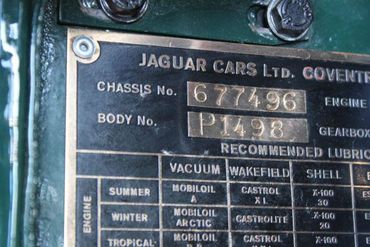 JAGUAR CARS LTD. COVENT
CHASSIS No. 677496 ENGINE
BODY No. P1498 GEARBOX
RECOMMENDED LUBRIC
VACUUM WAKEFIELD SHELL
ENGINE
SUMMER MOBILOIL A CASTROL XL X-100 30
WINTER MOBILOIL ARCTIC CASTROLITE X-100 20
TROPICAL MOBILOIL CASTROL X-100